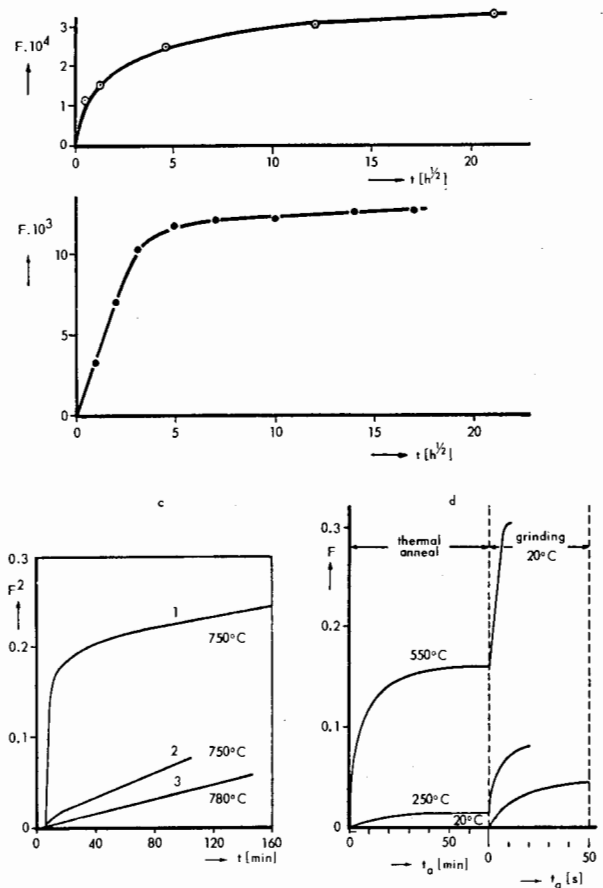 F.10⁴
3
2
1
0
0 5 10 15 20
t [h½]
F.10³
10
5
0
0 5 10 15 20
t [h½]
c
0.3
F²
0.2
0.1
0
1
750°C
2
750°C
3
780°C
0 40 80 120 160
t [min]
d
0.3
F
0.2
0.1
0
thermal
anneal
grinding
20°C
550°C
250°C
20°C
0 0 50
tₐ [min]
tₐ [s]